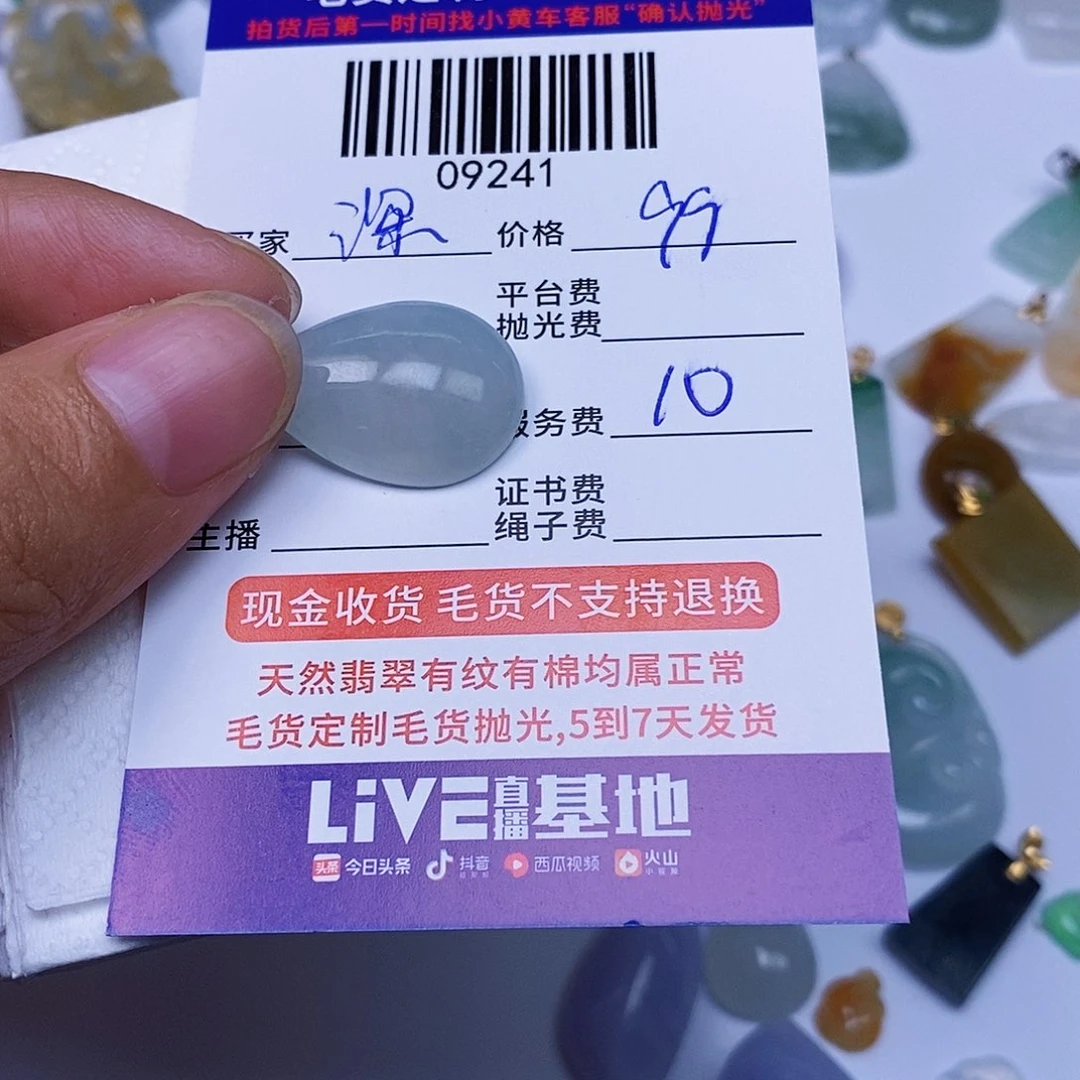 拍货后第一时间找小黄车客服“确认抛光”
09241
买家 深 价格 99
平台费
抛光费
服务费 10
证书费
主播 绳子费
现金收货 毛货不支持退换
天然翡翠有纹有棉均属正常
毛货定制毛货抛光,5到7天发货
LiVE直播基地
头条 今日头条 抖音 西瓜视频 火山
小视频